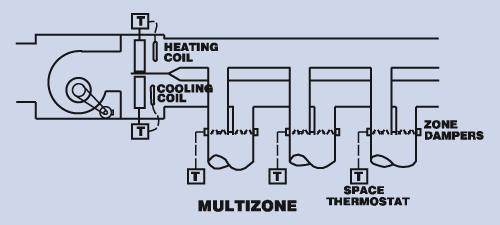 T
HEATING
COIL
COOLING
COIL
T
ZONE
DAMPERS
T
T
T
SPACE
THERMOSTAT
MULTIZONE